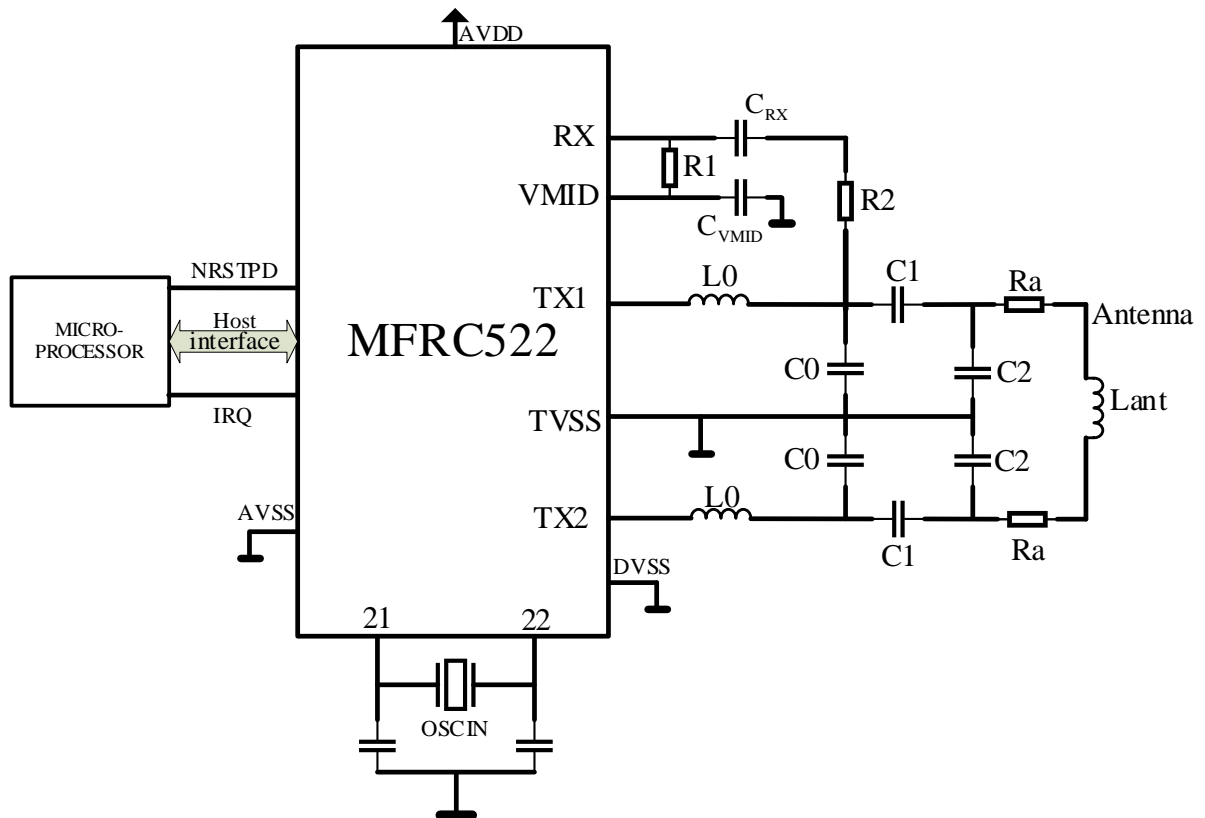 AVDD
C_RX
RX
R1
VMID
R2
C_VMID
NRSTPD
L0
C1
Ra
TX1
Antenna
MICRO-
PROCESSOR
Host
interface
MFRC522
C0
C2
Lant
IRQ
TVSS
C0
C2
L0
AVSS
TX2
C1
Ra
DVSS
21
22
OSCIN